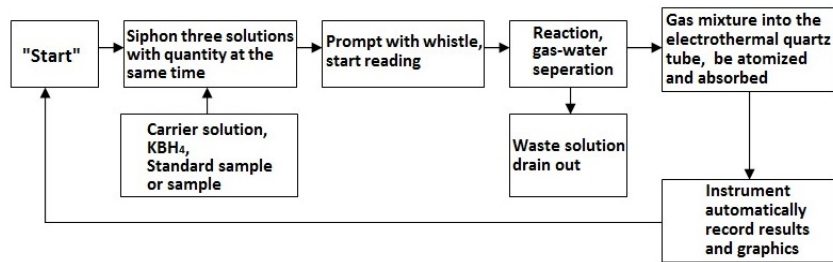 "Start"
Siphon three solutions
with quantity at the
same time
Prompt with whistle,
start reading
Reaction,
gas-water
seperation
Gas mixture into the
electrothermal quartz
tube, be atomized
and absorbed
Carrier solution,
KBH₄,
Standard sample
or sample
Waste solution
drain out
Instrument
automatically
record results
and graphics